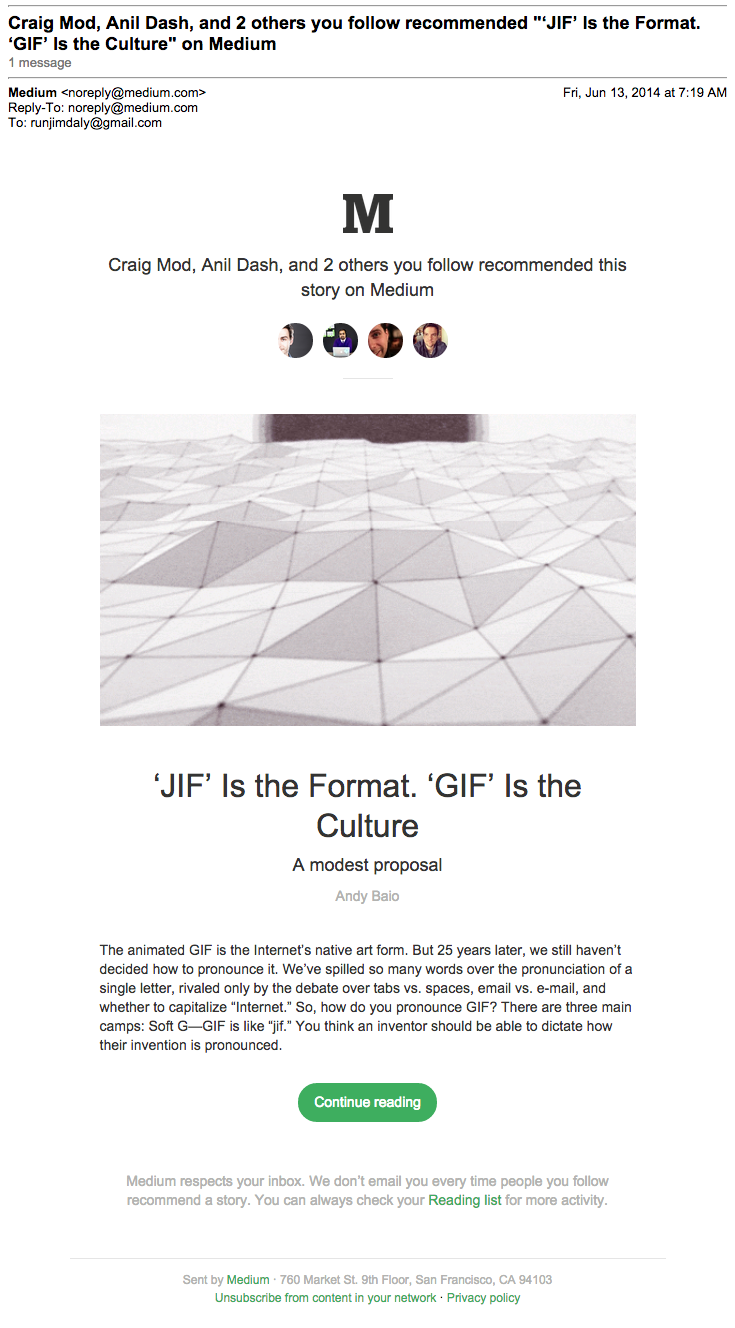 Craig Mod, Anil Dash, and 2 others you follow recommended "‘JIF’ Is the Format.
‘GIF’ Is the Culture" on Medium
1 message
Medium <noreply@medium.com> Fri, Jun 13, 2014 at 7:19 AM
Reply-To: noreply@medium.com
To: runjimdaly@gmail.com
M
Craig Mod, Anil Dash, and 2 others you follow recommended this
story on Medium
‘JIF’ Is the Format. ‘GIF’ Is the
Culture
A modest proposal
Andy Baio
The animated GIF is the Internet’s native art form. But 25 years later, we still haven’t
decided how to pronounce it. We’ve spilled so many words over the pronunciation of a
single letter, rivaled only by the debate over tabs vs. spaces, email vs. e-mail, and
whether to capitalize “Internet.” So, how do you pronounce GIF? There are three main
camps: Soft G—GIF is like “jif.” You think an inventor should be able to dictate how
their invention is pronounced.
Continue reading
Medium respects your inbox. We don’t email you every time people you follow
recommend a story. You can always check your Reading list for more activity.
Sent by Medium · 760 Market St. 9th Floor, San Francisco, CA 94103
Unsubscribe from content in your network · Privacy policy